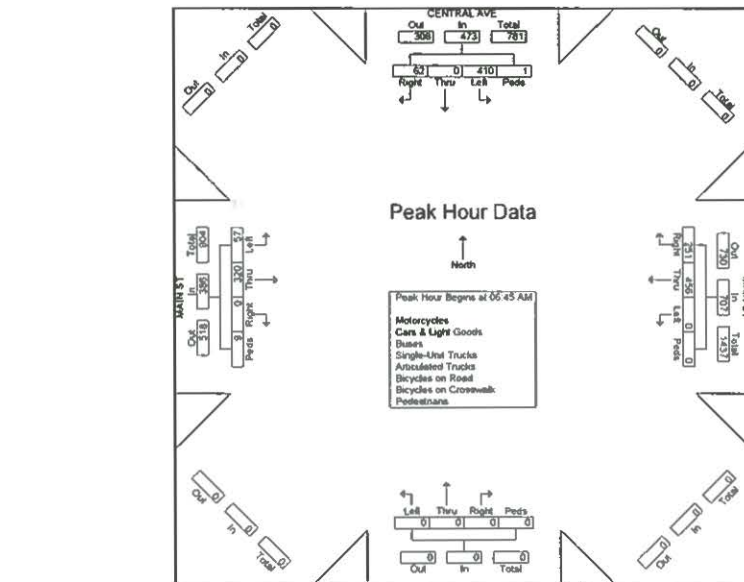 CENTRAL AVE
Out In Total
308 473 781
62 0 410 1
Right Thru Left Peds
Out In Total
0 0 0
Out In Total
0 0 0
MAIN ST
Total In Out
904 386 518
57 320 0 9
Left Thru Right Peds
Peak Hour Data
North
Peak Hour Begins at 06:45 AM
Motorcycles
Cars & Light Goods
Buses
Single-Unit Trucks
Articulated Trucks
Bicycles on Road
Bicycles on Crosswalk
Pedestrians
Right Thru Left Peds
251 456 0 0
Out In Total
730 707 1437
Left Thru Right Peds
0 0 0 0
0 0 0
Out In Total
Out In Total
0 0 0
Out In Total
0 0 0